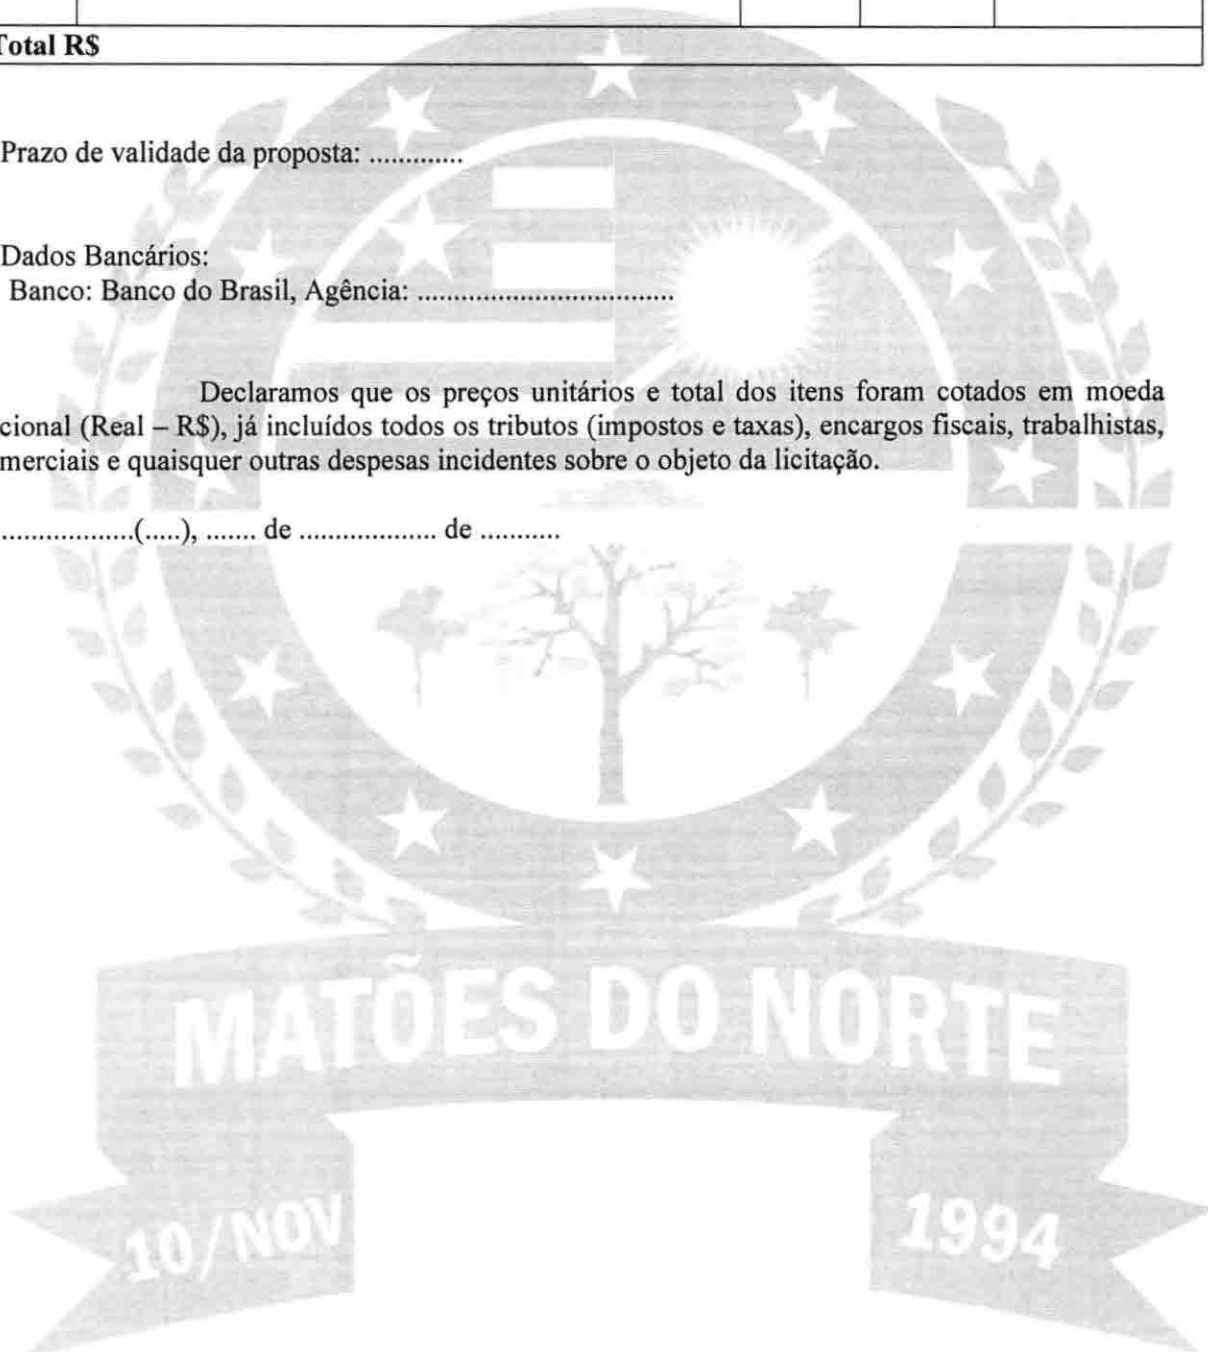 Total R$
Prazo de validade da proposta: .............
Dados Bancários:
Banco: Banco do Brasil, Agência: ....................................
Declaramos que os preços unitários e total dos itens foram cotados em moeda
cional (Real – R$), já incluídos todos os tributos (impostos e taxas), encargos fiscais, trabalhistas,
merciais e quaisquer outras despesas incidentes sobre o objeto da licitação.
..................(.....), ....... de ................... de ...........
MATÕES DO NORTE
10/NOV 1994